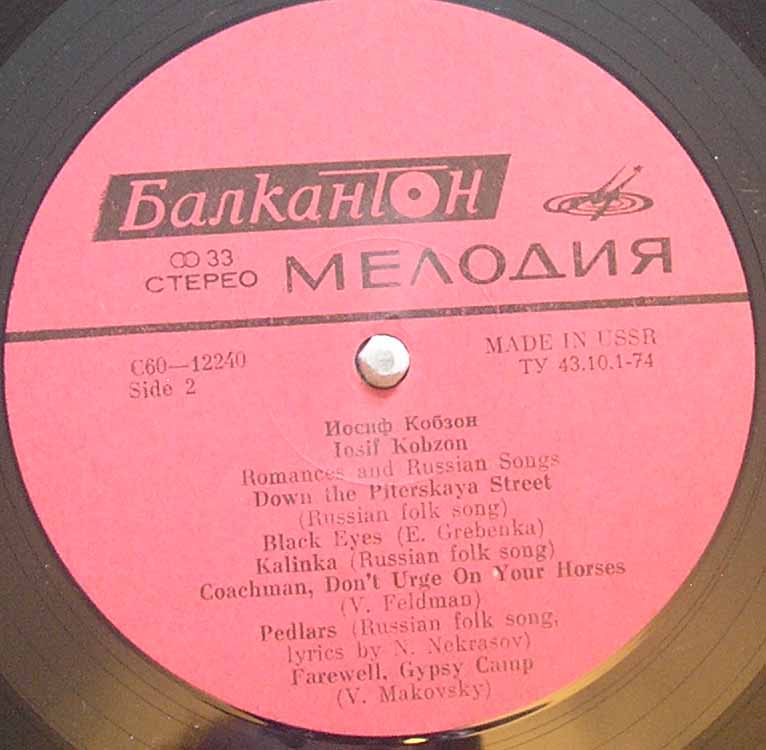 Балкантон
∞ 33
СТЕРЕО
МЕЛОДИЯ
С60—12240
Side 2
MADE IN USSR
ТУ 43.10.1-74
Иосиф Кобзон
Iosif Kobzon
Romances and Russian Songs
Down the Piterskaya Street
(Russian folk song)
Black Eyes (E. Grebenka)
Kalinka (Russian folk song)
Coachman, Don't Urge On Your Horses
(V. Feldman)
Pedlars (Russian folk song,
lyrics by N. Nekrasov)
Farewell, Gypsy Camp
(V. Makovsky)